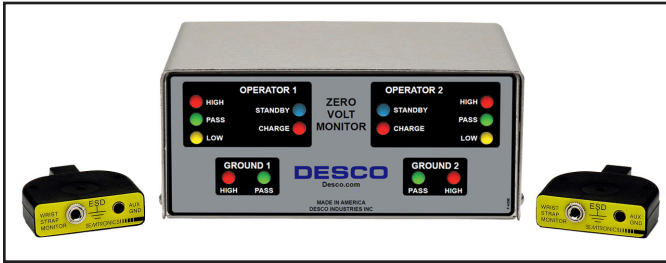 OPERATOR 1
HIGH
STANDBY
PASS
CHARGE
LOW
ZERO
VOLT
MONITOR
OPERATOR 2
STANDBY
HIGH
CHARGE
PASS
LOW
GROUND 1
HIGH PASS
DESCO
Desco.com
GROUND 2
PASS HIGH
MADE IN AMERICA
DESCO INDUSTRIES INC
WRIST
STRAP
MONITOR
ESD
AUX
GND
SEMTRONICS
WRIST
STRAP
MONITOR
ESD
AUX
GND
SEMTRONICS